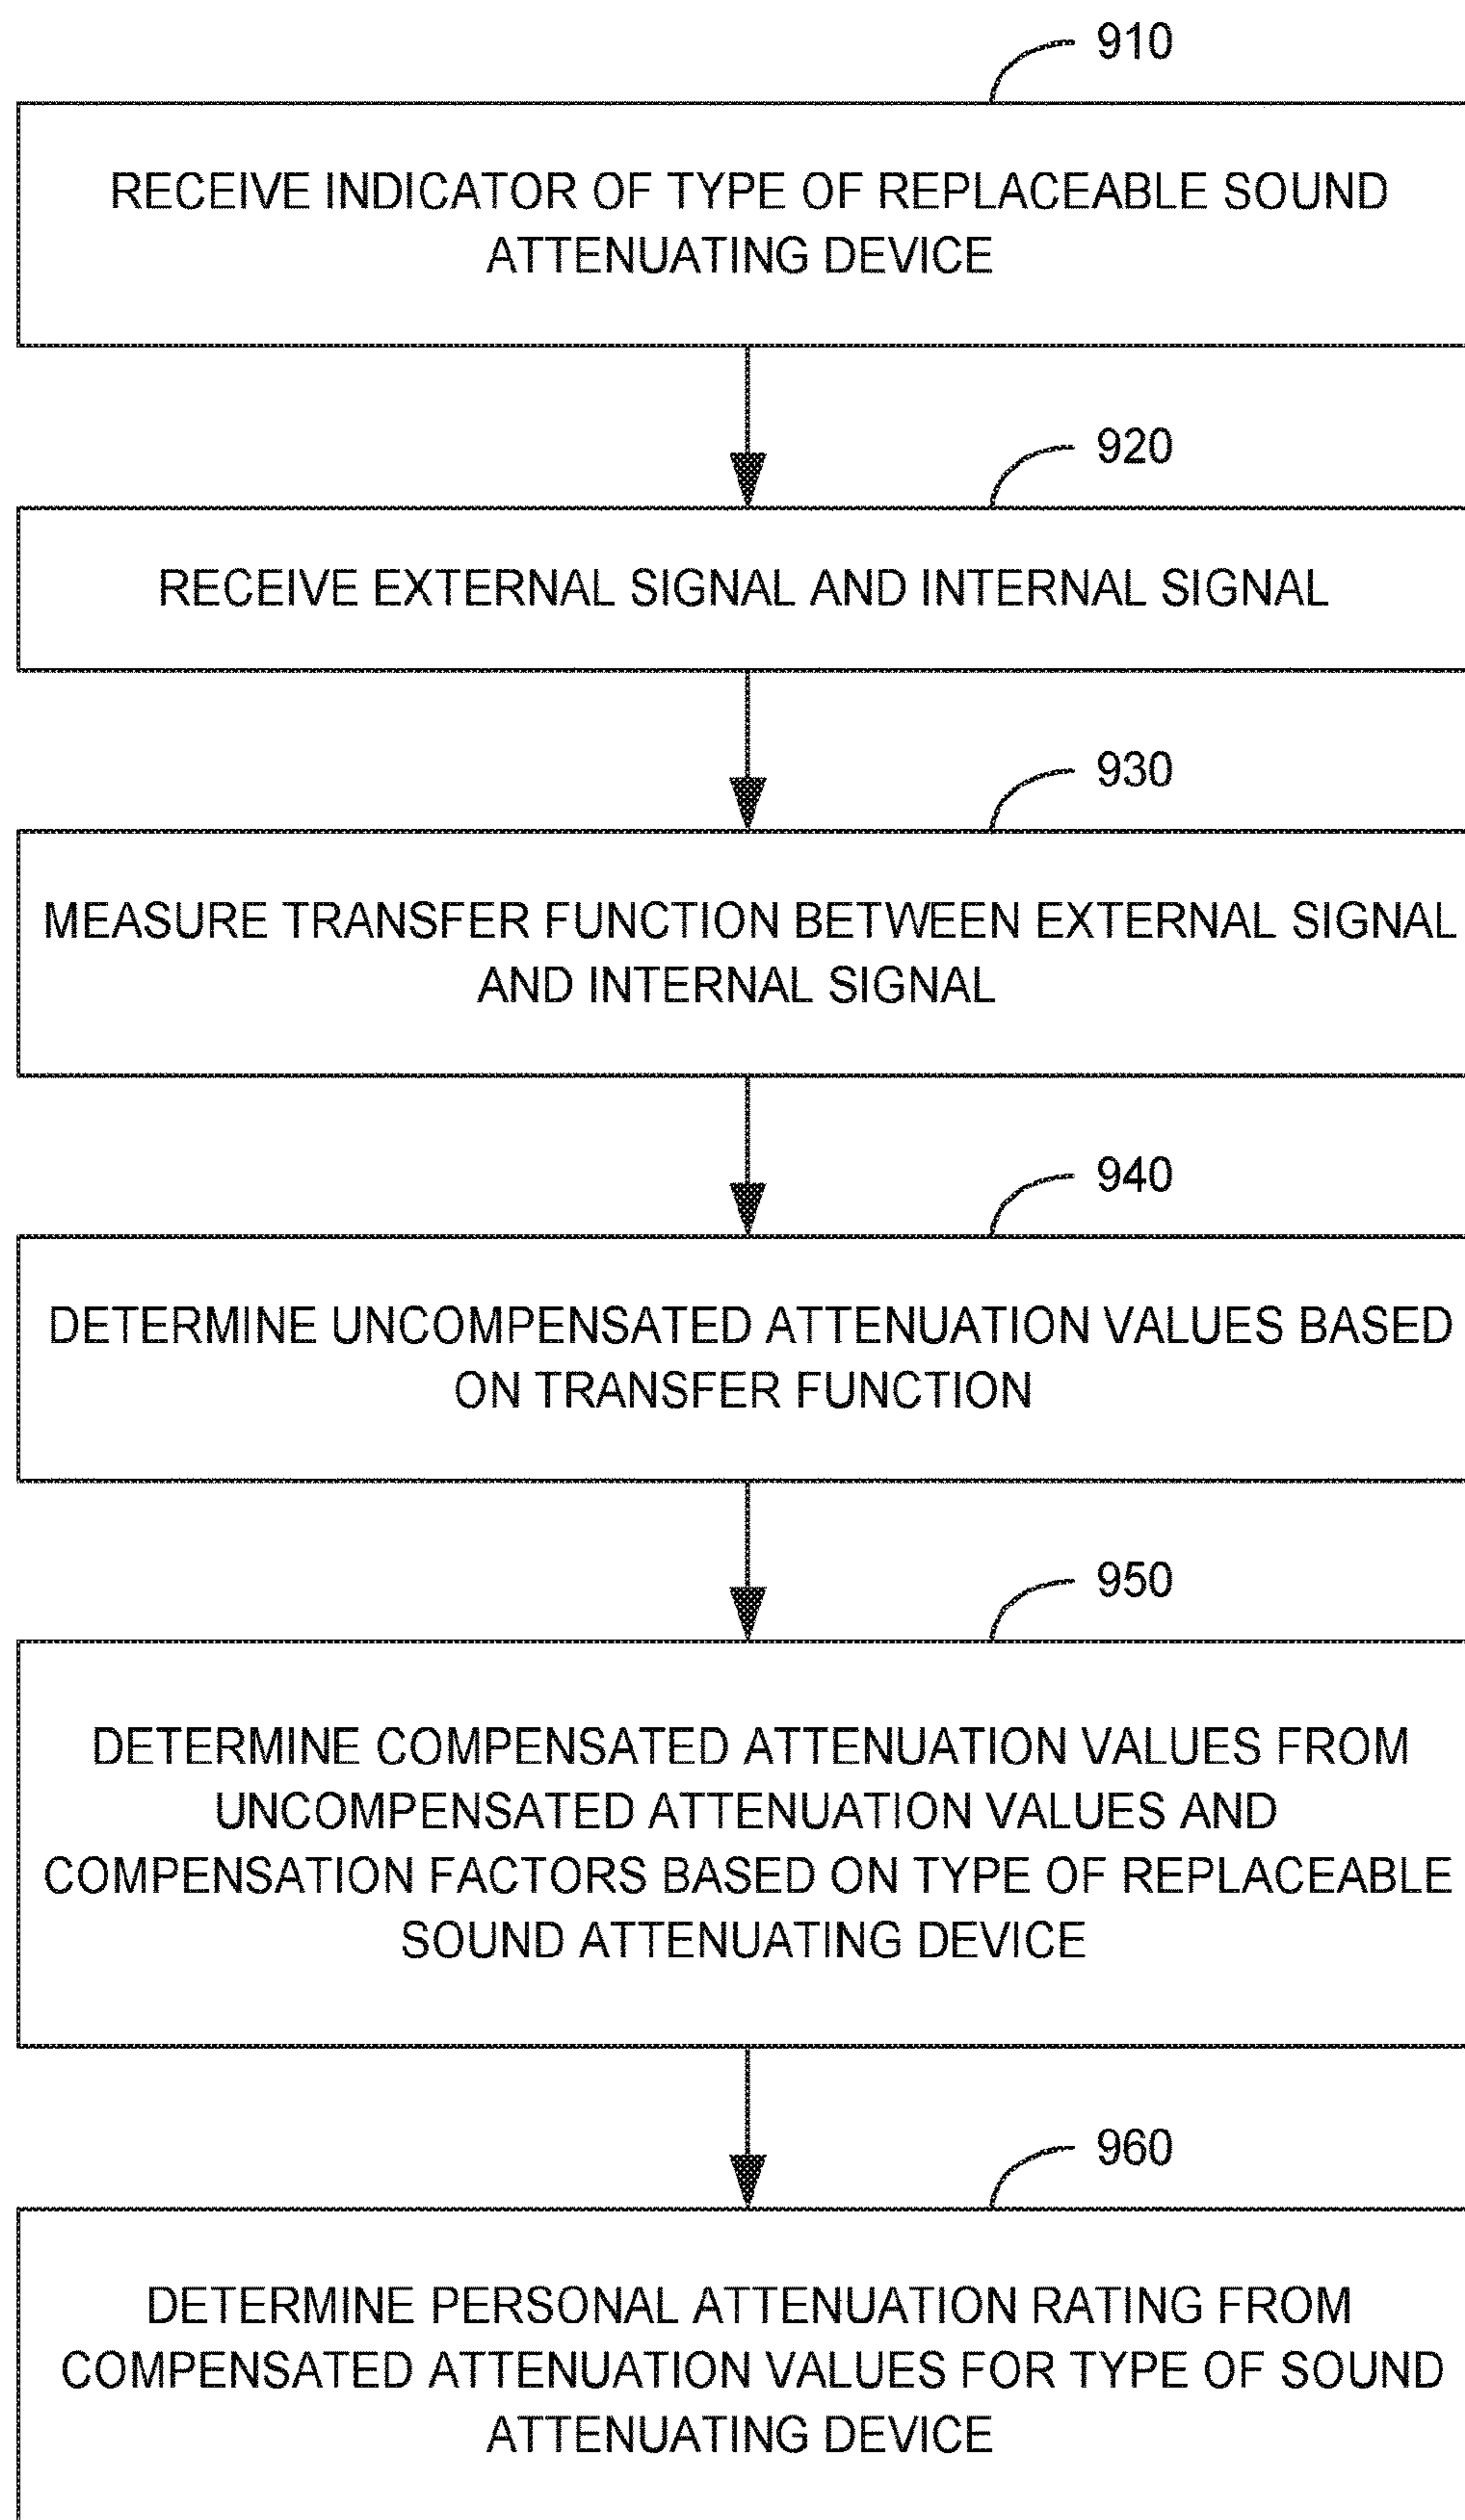 910
RECEIVE INDICATOR OF TYPE OF REPLACEABLE SOUND
ATTENUATING DEVICE
920
RECEIVE EXTERNAL SIGNAL AND INTERNAL SIGNAL
930
MEASURE TRANSFER FUNCTION BETWEEN EXTERNAL SIGNAL
AND INTERNAL SIGNAL
940
DETERMINE UNCOMPENSATED ATTENUATION VALUES BASED
ON TRANSFER FUNCTION
950
DETERMINE COMPENSATED ATTENUATION VALUES FROM
UNCOMPENSATED ATTENUATION VALUES AND
COMPENSATION FACTORS BASED ON TYPE OF REPLACEABLE
SOUND ATTENUATING DEVICE
960
DETERMINE PERSONAL ATTENUATION RATING FROM
COMPENSATED ATTENUATION VALUES FOR TYPE OF SOUND
ATTENUATING DEVICE